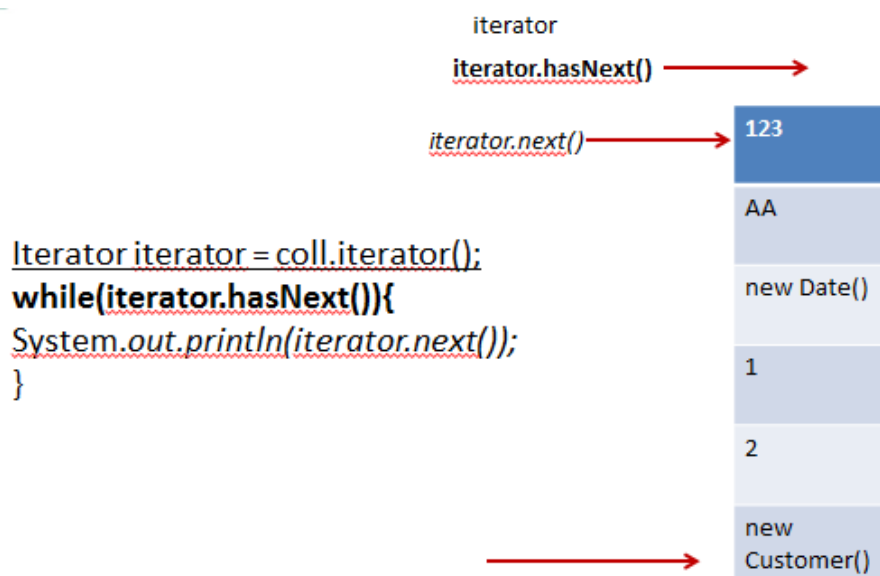 iterator
iterator.hasNext()
iterator.next()
123
AA
Iterator iterator = coll.iterator();
while(iterator.hasNext()){
System.out.println(iterator.next());
}
new Date()
1
2
new
Customer()